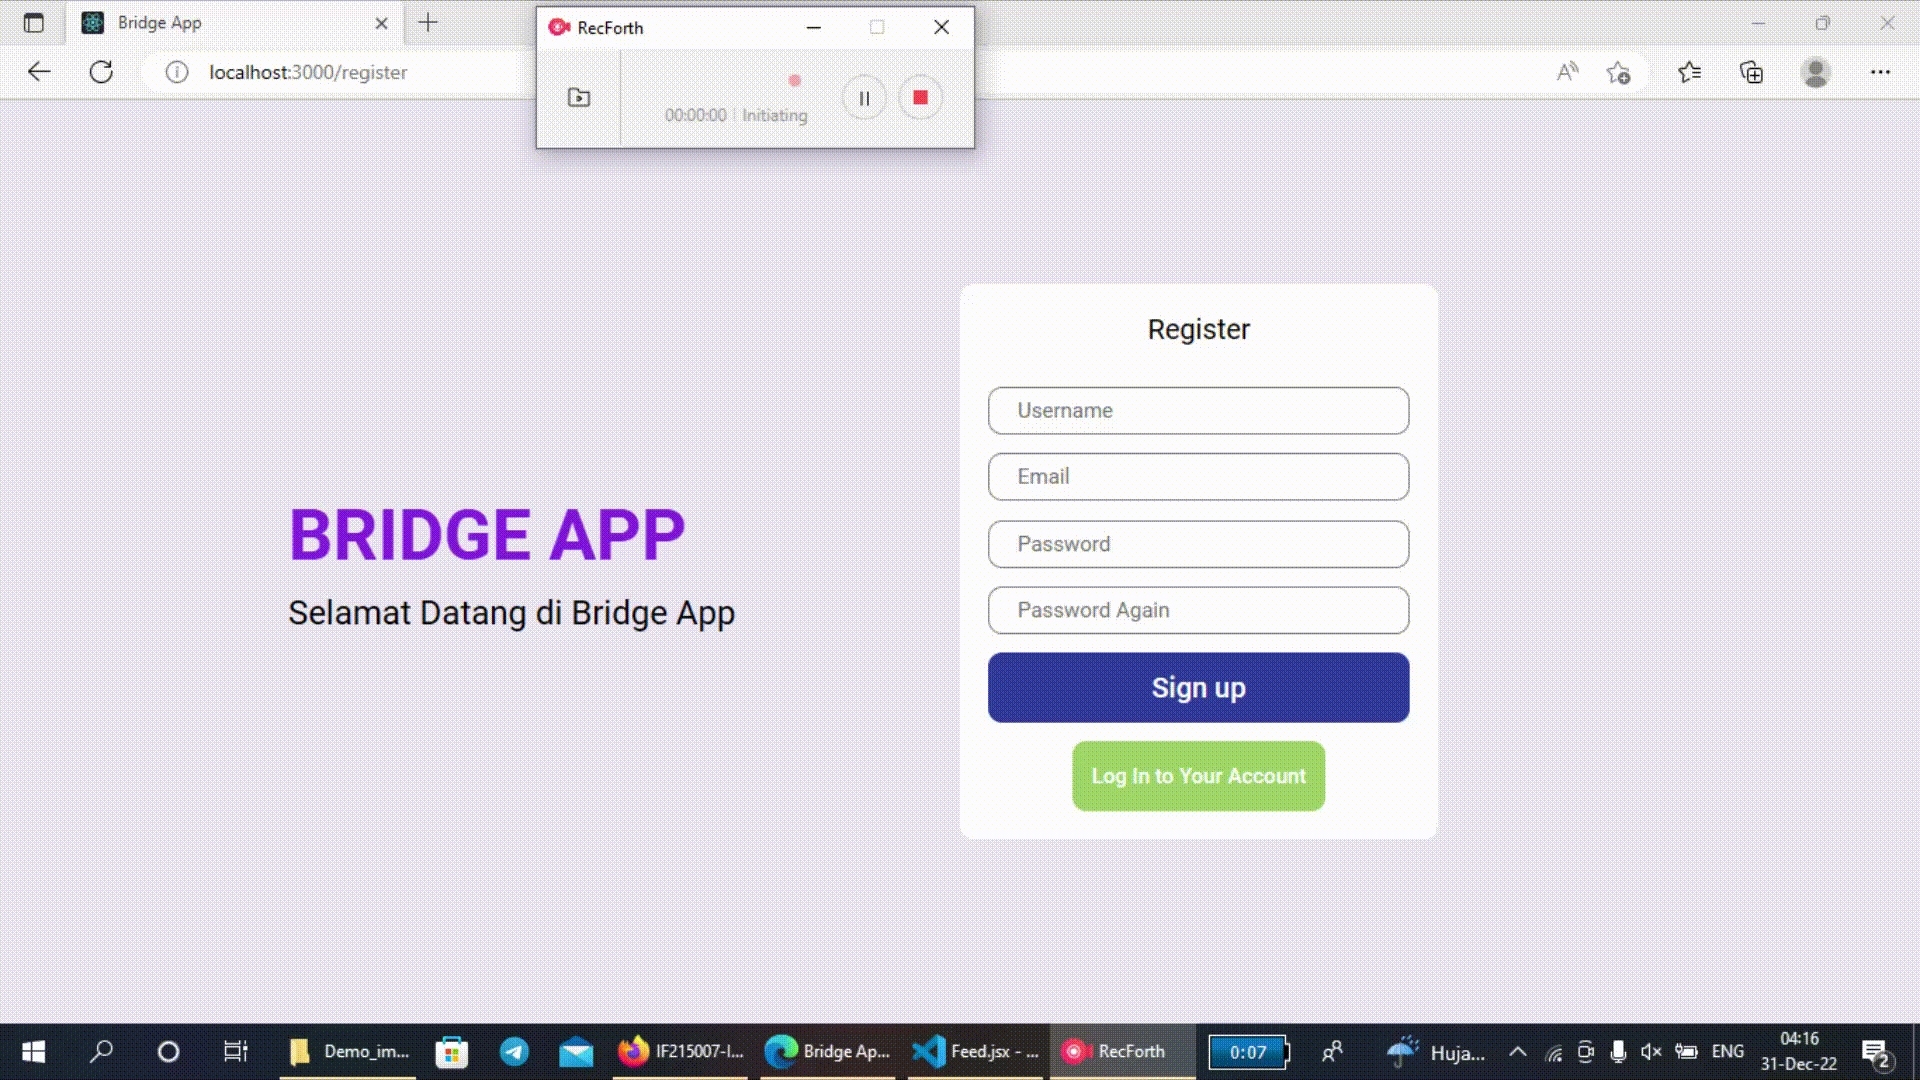 Bridge App
RecForth
localhost:3000/register
00:00:00 | Initiating
Register
Username
Email
Password
Password Again
Sign up
Log In to Your Account
BRIDGE APP
Selamat Datang di Bridge App
Demo_im...
IF215007-I...
Bridge Ap...
Feed.jsx - ...
RecForth
0:07
Huja...
ENG
04:16
31-Dec-22
2